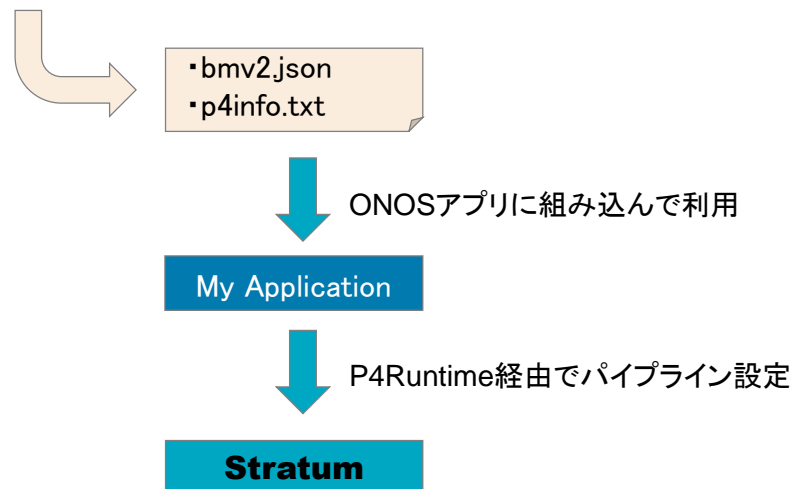 ・bmv2.json
・p4info.txt
ONOSアプリに組み込んで利用
My Application
P4Runtime経由でパイプライン設定
Stratum